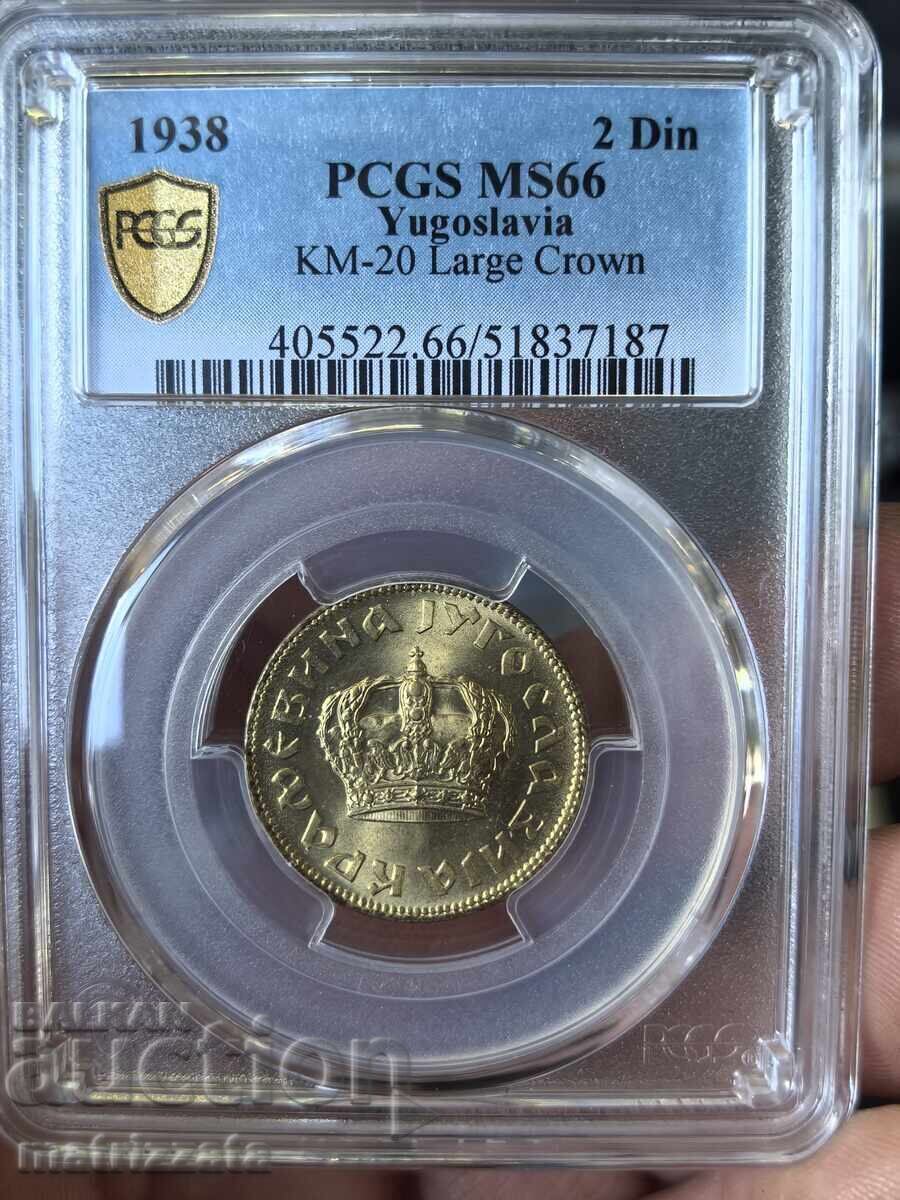 1938 2 Din
PCGS MS66
PCGS
Yugoslavia
KM-20 Large Crown
405522.66/51837187
КРАЉЕВИНА ЈУГОСЛАВИЈА
BALKAN
auction
PCGS
matrizzata